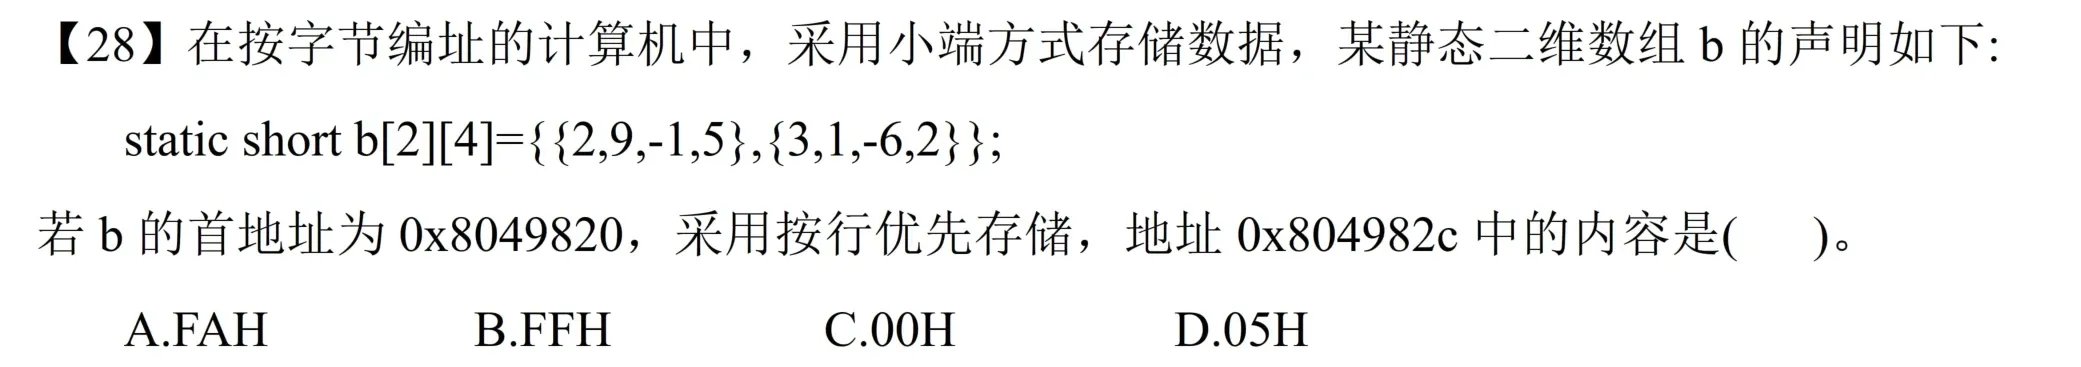 【28】在按字节编址的计算机中，采用小端方式存储数据，某静态二维数组 b 的声明如下:
static short b[2][4]={{2,9,-1,5},{3,1,-6,2}};
若 b 的首地址为 0x8049820，采用按行优先存储，地址 0x804982c 中的内容是(    )。
A.FAH    B.FFH    C.00H    D.05H